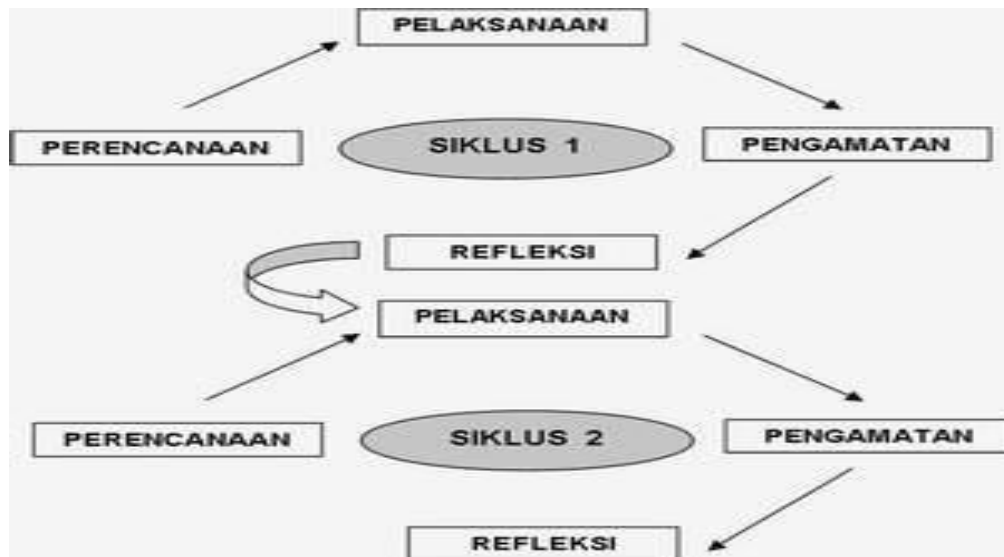 PELAKSANAAN
PERENCANAAN
SIKLUS 1
PENGAMATAN
REFLEKSI
PELAKSANAAN
PERENCANAAN
SIKLUS 2
PENGAMATAN
REFLEKSI